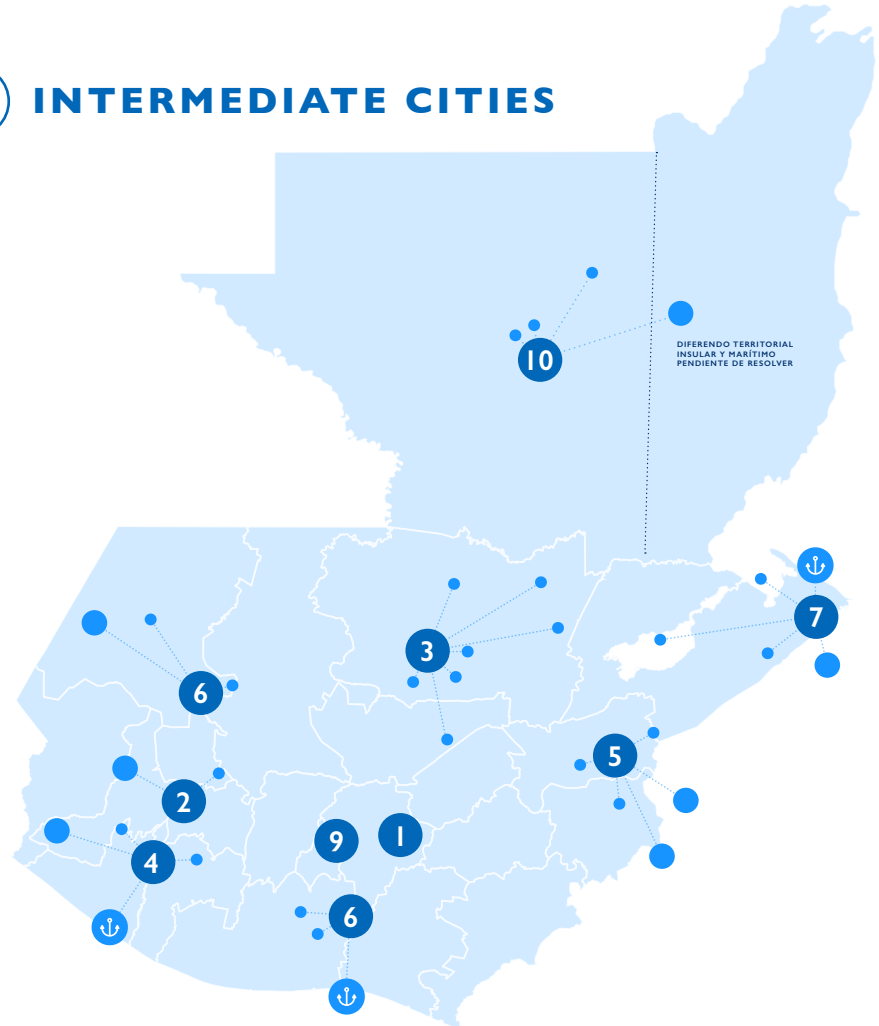 INTERMEDIATE CITIES
DIFERENDO TERRITORIAL
INSULAR Y MARÍTIMO
PENDIENTE DE RESOLVER
10
7
3
6
5
2
9
1
4
6